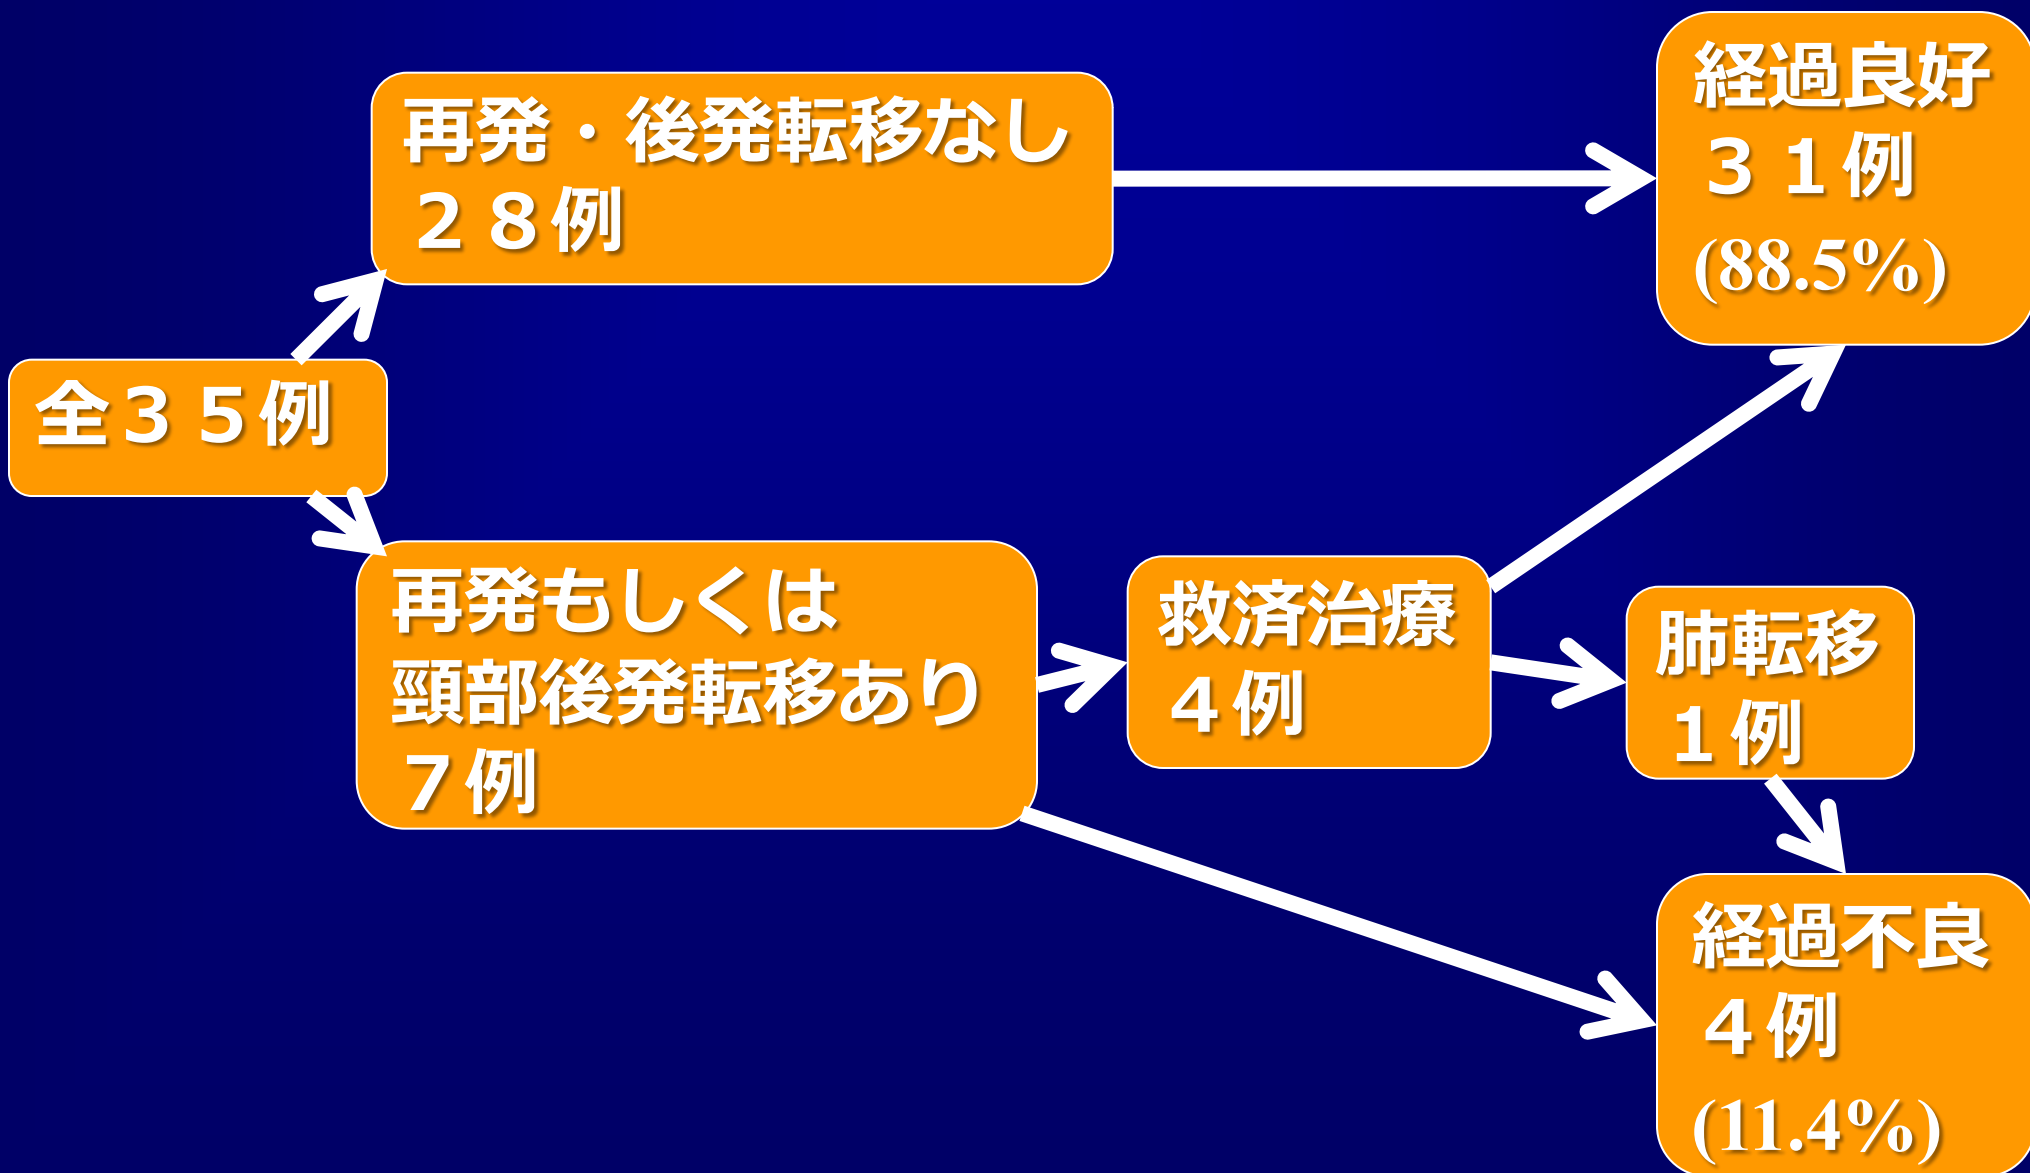 再発・後発転移なし
２８例
経過良好
３１例
(88.5%)
全３５例
再発もしくは
頸部後発転移あり
７例
救済治療
４例
肺転移
１例
経過不良
４例
(11.4%)